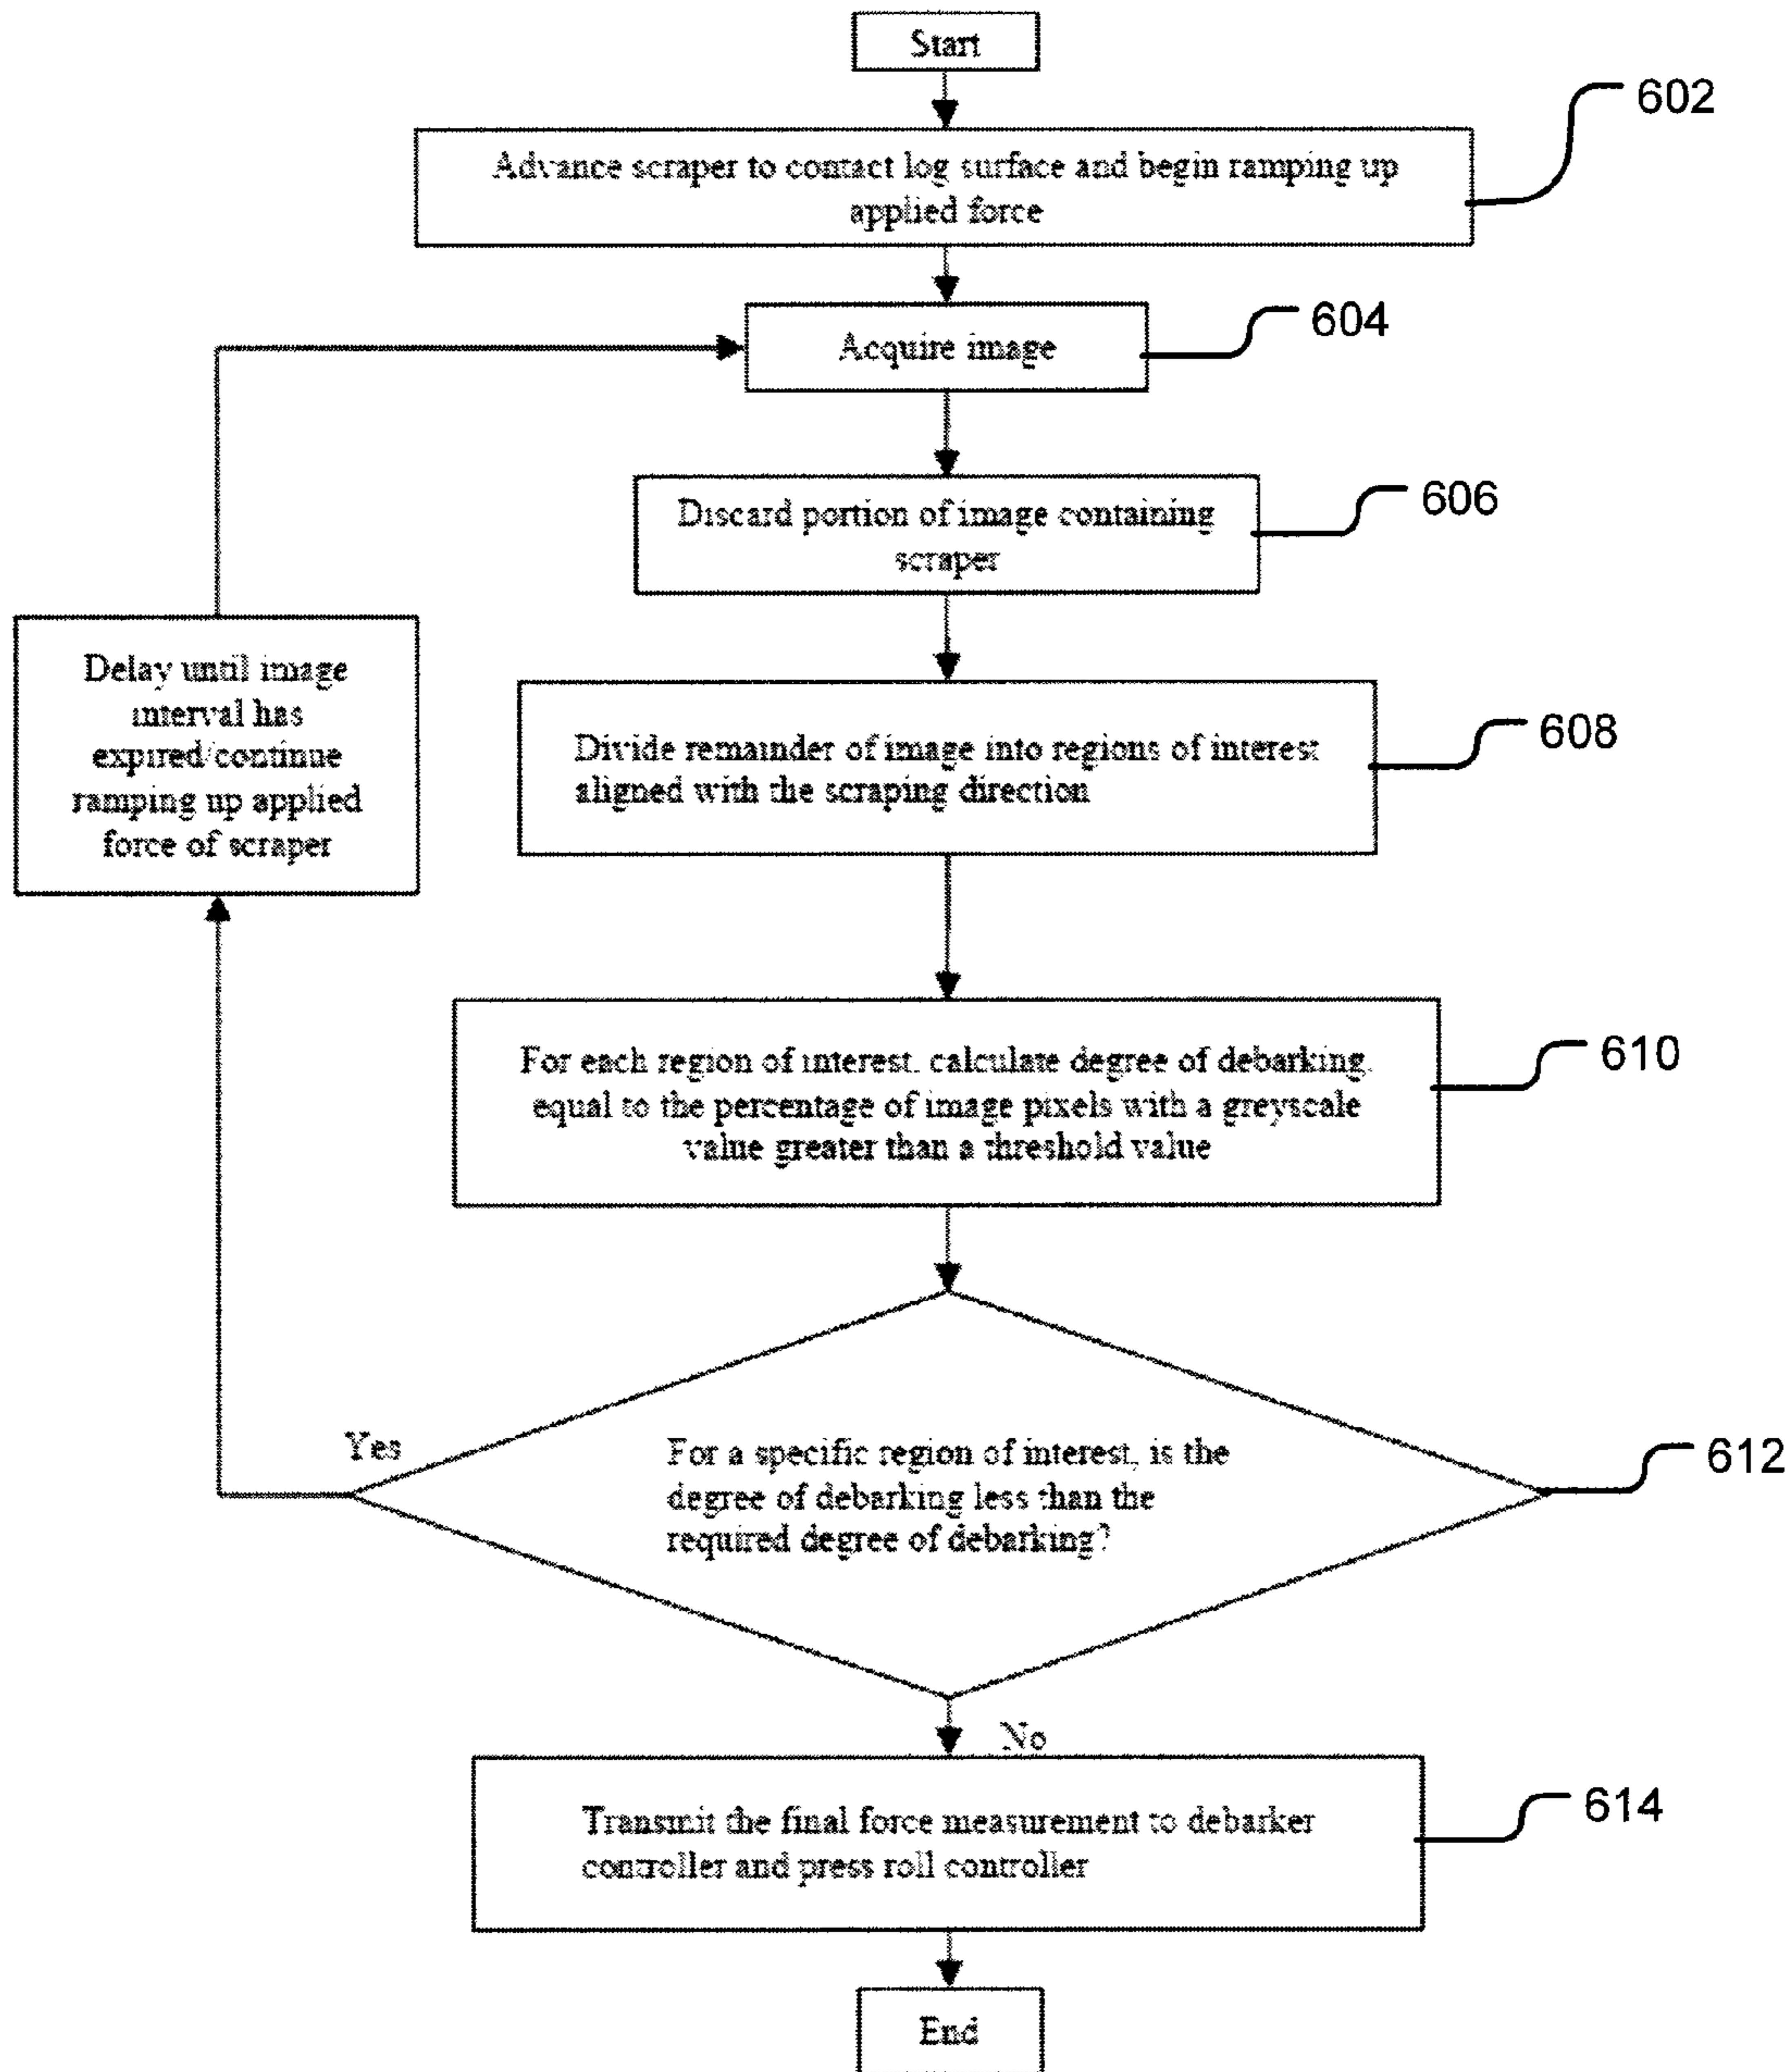 Start
602
Advance scraper to contact log surface and begin ramping up
applied force
604
Acquire image
606
Discard portion of image containing
scraper
Delay until image
interval has
expired/continue
ramping up applied
force of scraper
608
Divide remainder of image into regions of interest
aligned with the scraping direction
610
For each region of interest, calculate degree of debarking,
equal to the percentage of image pixels with a greyscale
value greater than a threshold value
Yes
612
For a specific region of interest, is the
degree of debarking less than the
required degree of debarking?
No
614
Transmit the final force measurement to debarker
controller and press roll controller
End